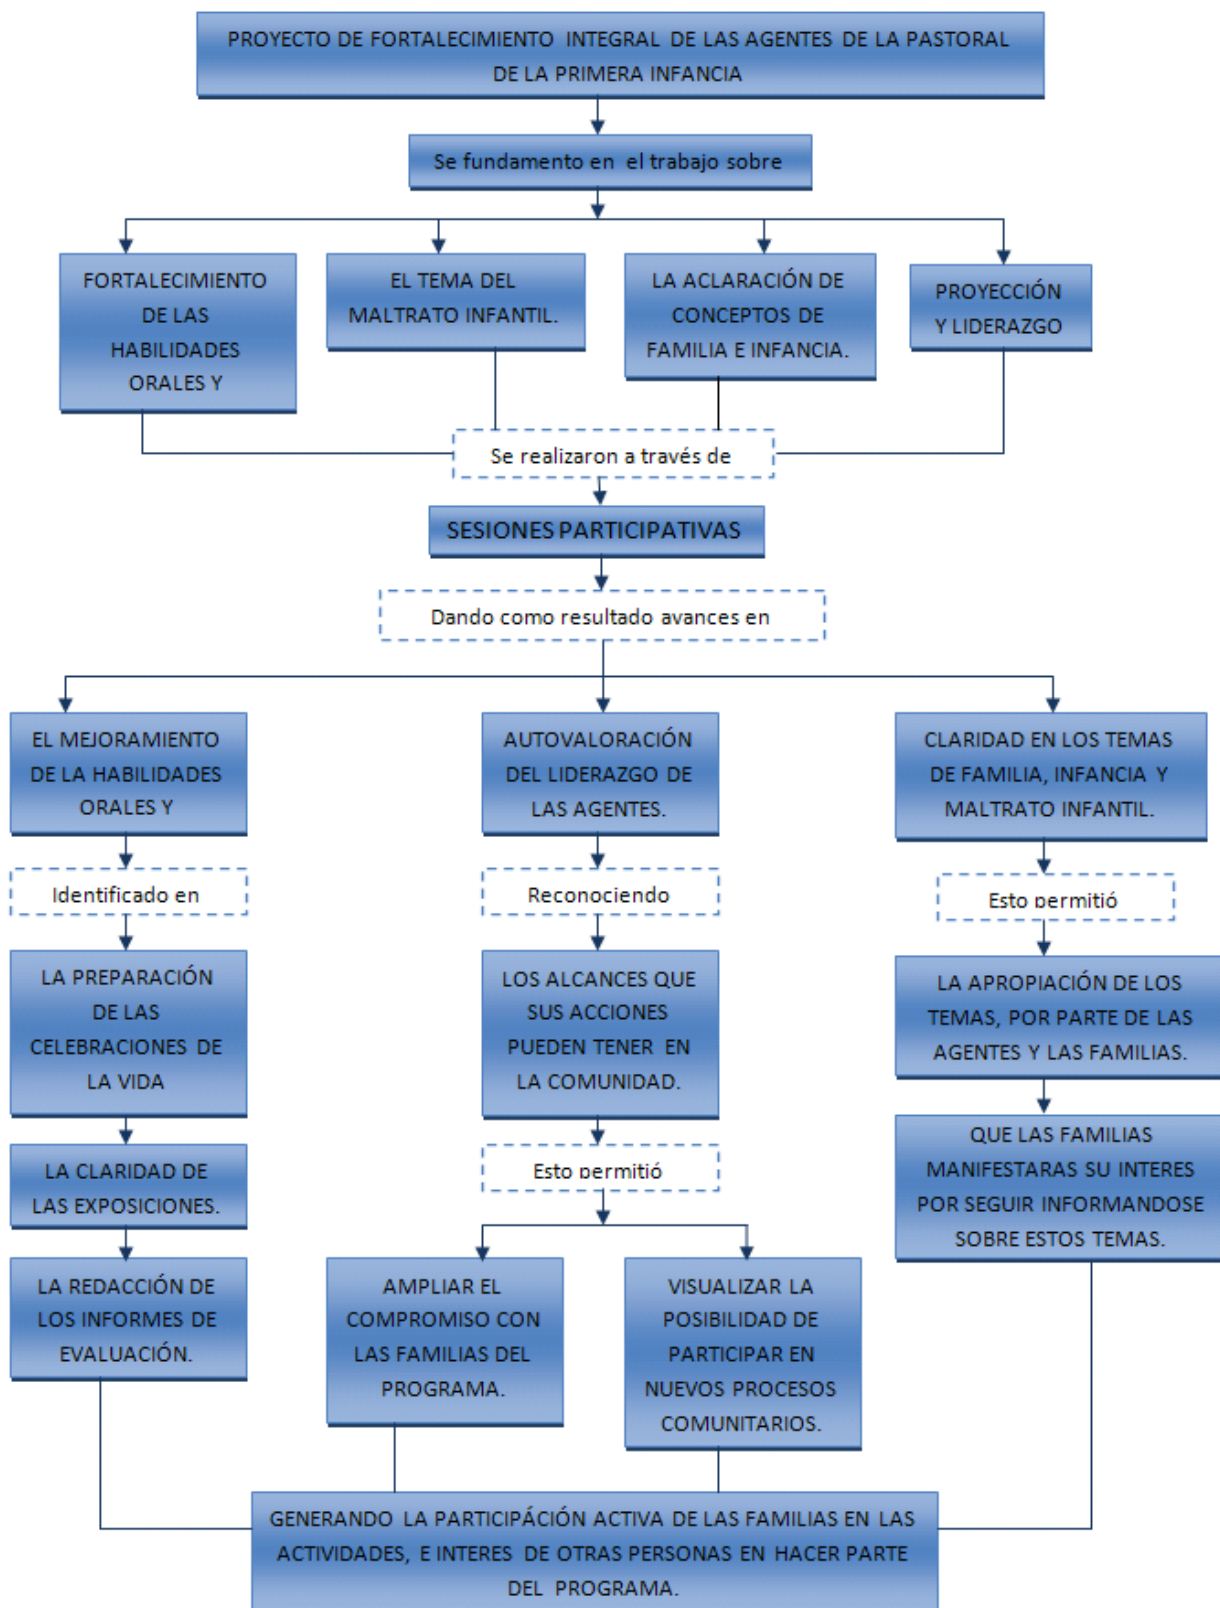 PROYECTO DE FORTALECIMIENTO INTEGRAL DE LAS AGENTES DE LA PASTORAL
DE LA PRIMERA INFANCIA
Se fundamento en el trabajo sobre
FORTALECIMIENTO
DE LAS
HABILIDADES
ORALES Y
EL TEMA DEL
MALTRATO INFANTIL.
LA ACLARACIÓN DE
CONCEPTOS DE
FAMILIA E INFANCIA.
PROYECCIÓN
Y LIDERAZGO
Se realizaron a través de
SESIONES PARTICIPATIVAS
Dando como resultado avances en
EL MEJORAMIENTO
DE LA HABILIDADES
ORALES Y
AUTOVALORACIÓN
DEL LIDERAZGO DE
LAS AGENTES.
CLARIDAD EN LOS TEMAS
DE FAMILIA, INFANCIA Y
MALTRATO INFANTIL.
Identificado en
Reconociendo
Esto permitió
LA PREPARACIÓN
DE LAS
CELEBRACIONES DE
LA VIDA
LOS ALCANCES QUE
SUS ACCIONES
PUEDEN TENER EN
LA COMUNIDAD.
LA APROPIACIÓN DE LOS
TEMAS, POR PARTE DE LAS
AGENTES Y LAS FAMILIAS.
LA CLARIDAD DE
LAS EXPOSICIONES.
Esto permitió
QUE LAS FAMILIAS
MANIFESTARAS SU INTERES
POR SEGUIR INFORMANDOSE
SOBRE ESTOS TEMAS.
LA REDACCIÓN DE
LOS INFORMES DE
EVALUACIÓN.
AMPLIAR EL
COMPROMISO CON
LAS FAMILIAS DEL
PROGRAMA.
VISUALIZAR LA
POSIBILIDAD DE
PARTICIPAR EN
NUEVOS PROCESOS
COMUNITARIOS.
GENERANDO LA PARTICIPÁCIÓN ACTIVA DE LAS FAMILIAS EN LAS
ACTIVIDADES, E INTERES DE OTRAS PERSONAS EN HACER PARTE
DEL PROGRAMA.